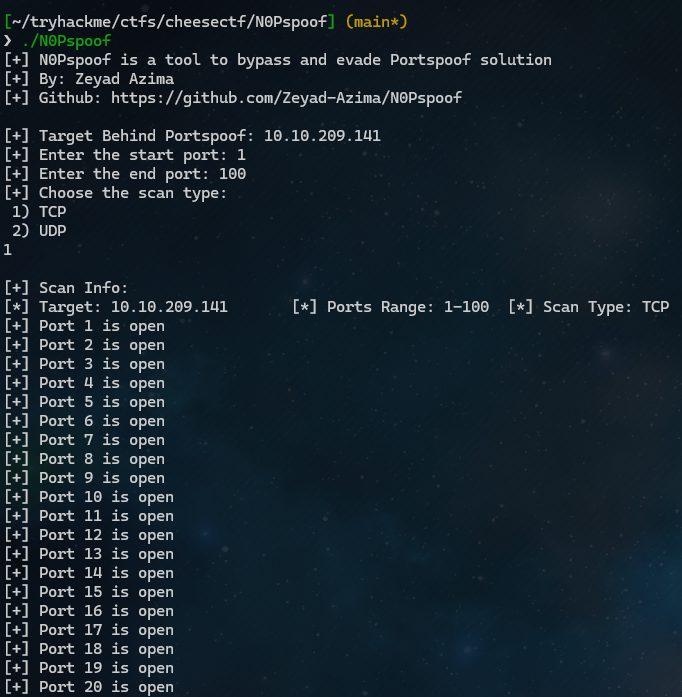 [~/tryhackme/ctfs/cheesectf/N0Pspoof] (main*)
❯ ./N0Pspoof
[+] N0Pspoof is a tool to bypass and evade Portspoof solution
[+] By: Zeyad Azima
[+] Github: https://github.com/Zeyad-Azima/N0Pspoof
[+] Target Behind Portspoof: 10.10.209.141
[+] Enter the start port: 1
[+] Enter the end port: 100
[+] Choose the scan type:
1) TCP
2) UDP
1
[+] Scan Info:
[*] Target: 10.10.209.141 [*] Ports Range: 1-100 [*] Scan Type: TCP
[+] Port 1 is open
[+] Port 2 is open
[+] Port 3 is open
[+] Port 4 is open
[+] Port 5 is open
[+] Port 6 is open
[+] Port 7 is open
[+] Port 8 is open
[+] Port 9 is open
[+] Port 10 is open
[+] Port 11 is open
[+] Port 12 is open
[+] Port 13 is open
[+] Port 14 is open
[+] Port 15 is open
[+] Port 16 is open
[+] Port 17 is open
[+] Port 18 is open
[+] Port 19 is open
[+] Port 20 is open